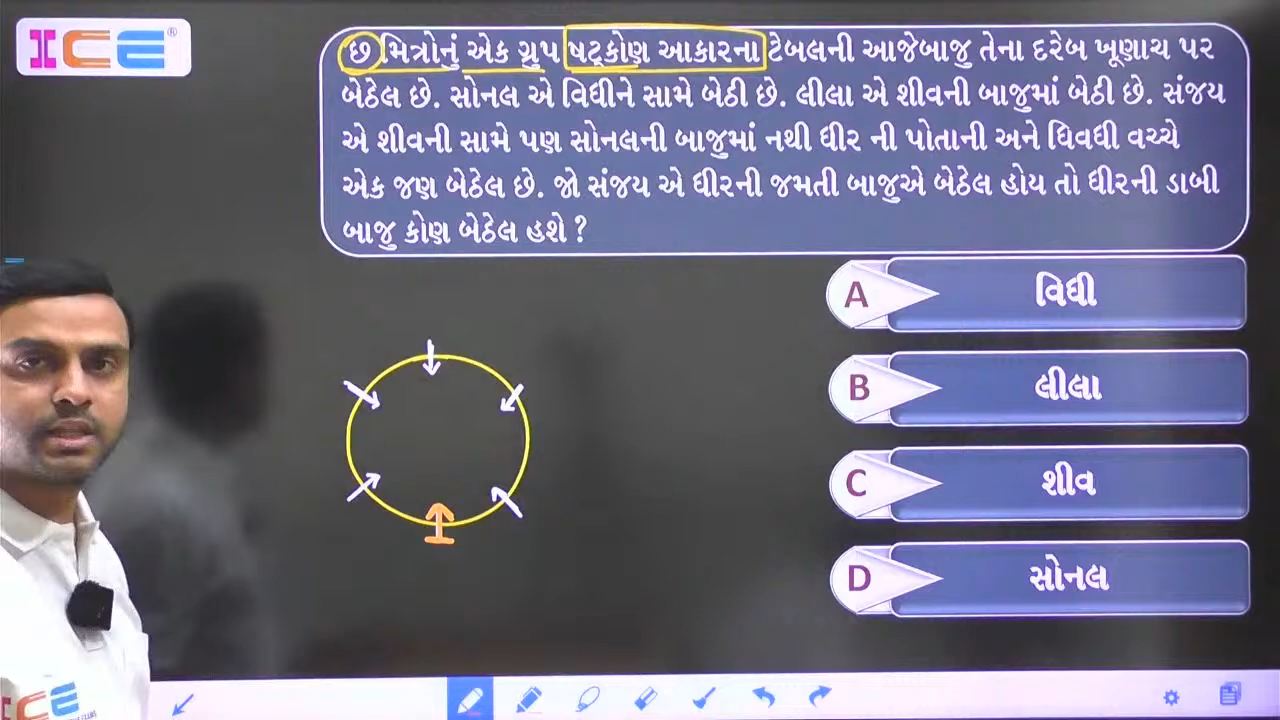 ICE®
છ મિત્રોનું એક ગ્રુપ ષટ્કોણ આકારના ટેબલની આજેબાજુ તેના દરેબ ખૂણાચ પર
બેઠેલ છે. સોનલ એ વિધીને સામે બેઠી છે. લીલા એ શીવની બાજુમાં બેઠી છે. સંજય
એ શીવની સામે પણ સોનલની બાજુમાં નથી ધીર ની પોતાની અને ધિવધી વચ્ચે
એક જણ બેઠેલ છે. જો સંજય એ ધીરની જમતી બાજુએ બેઠેલ હોય તો ધીરની ડાબી
બાજુ કોણ બેઠેલ હશે ?
A વિધી
B લીલા
C શીવ
D સોનલ
ICE